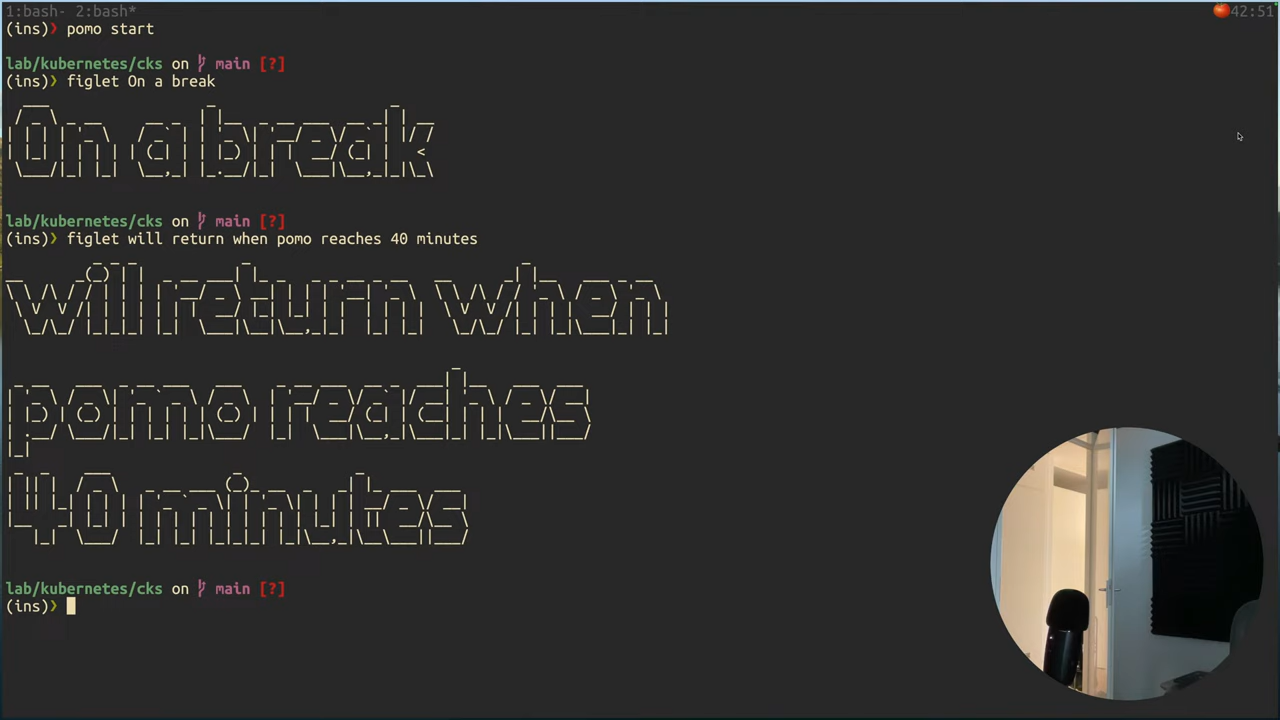 1:bash- 2:bash* 🍅42:51
(ins)❯ pomo start
lab/kubernetes/cks on main [?]
(ins)❯ figlet On a break
On a break
lab/kubernetes/cks on main [?]
(ins)❯ figlet will return when pomo reaches 40 minutes
will return when
pomo reaches
40 minutes
lab/kubernetes/cks on main [?]
(ins)❯